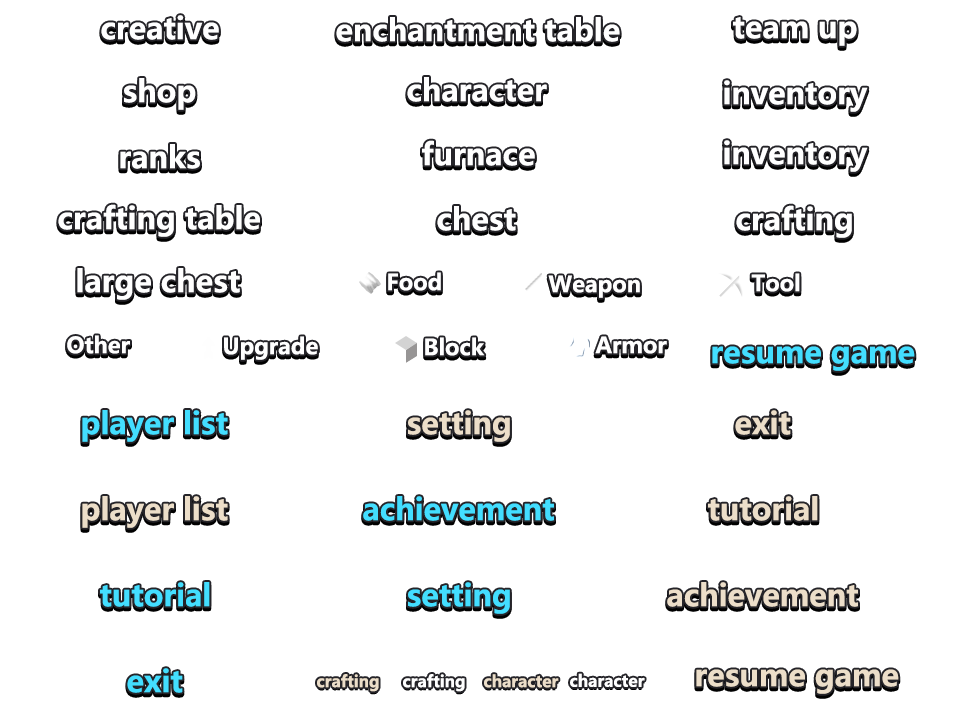 creative enchantment table team up
shop character inventory
ranks furnace inventory
crafting table chest crafting
large chest Food Weapon Tool
Other Upgrade Block Armor resume game
player list setting exit
player list achievement tutorial
tutorial setting achievement
exit crafting crafting character character resume game